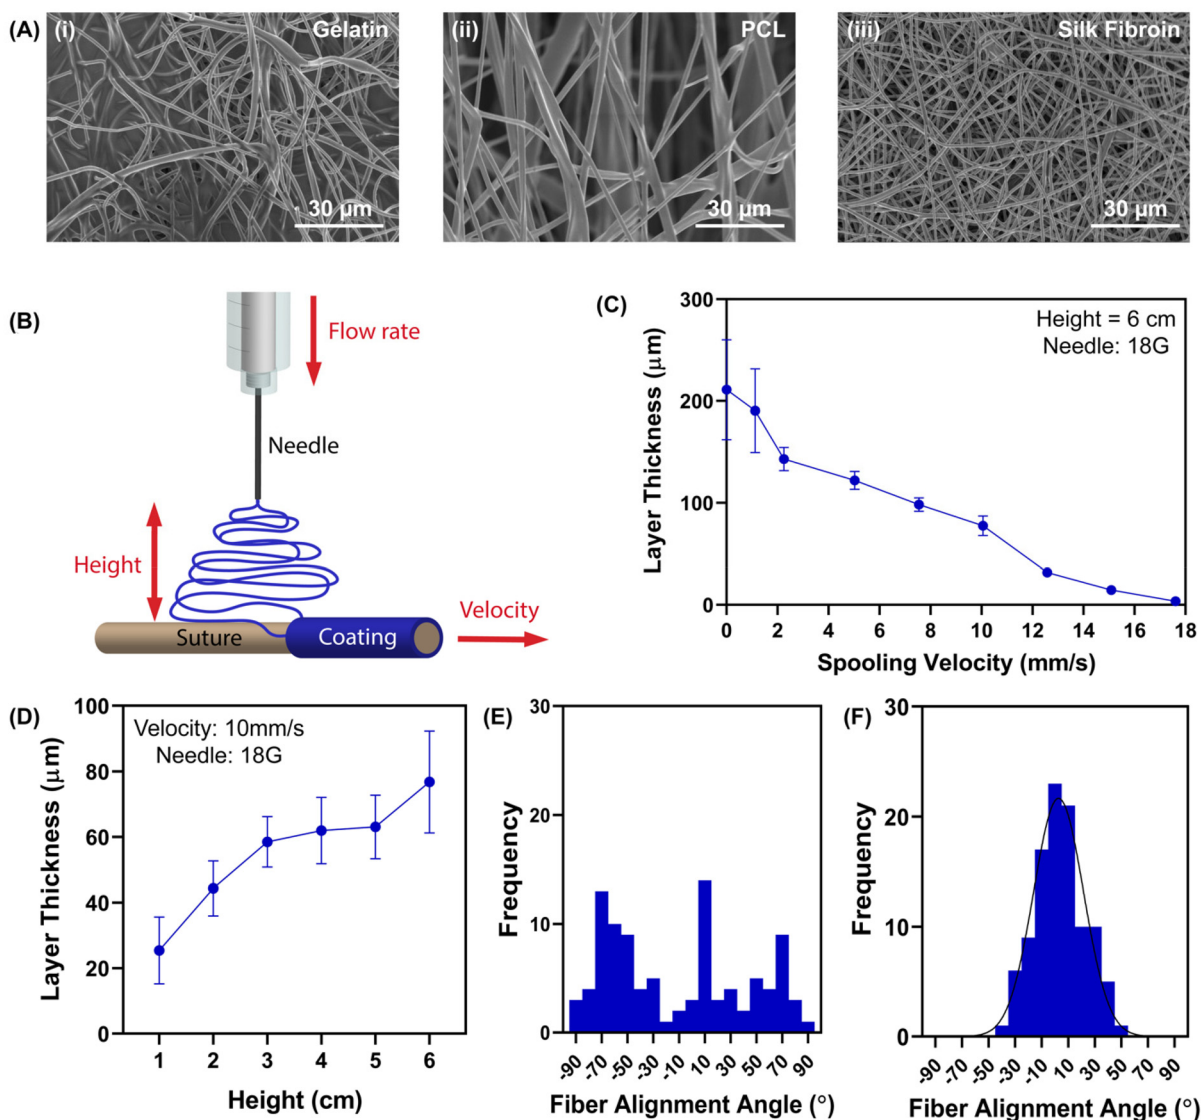 (A) (i) Gelatin
30 μm
(ii) PCL
30 μm
(iii) Silk Fibroin
30 μm
(B)
Flow rate
Needle
Height
Velocity
Suture
Coating
(C)
Height = 6 cm
Needle: 18G
Layer Thickness (μm)
300
200
100
0
0 2 4 6 8 10 12 14 16 18
Spooling Velocity (mm/s)
(D)
Velocity: 10mm/s
Needle: 18G
Layer Thickness (μm)
100
80
60
40
20
0
1 2 3 4 5 6
Height (cm)
(E)
Frequency
30
20
10
0
-90 -70 -50 -30 -10 10 30 50 70 90
Fiber Alignment Angle (°)
(F)
Frequency
30
20
10
0
-90 -70 -50 -30 -10 10 30 50 70 90
Fiber Alignment Angle (°)